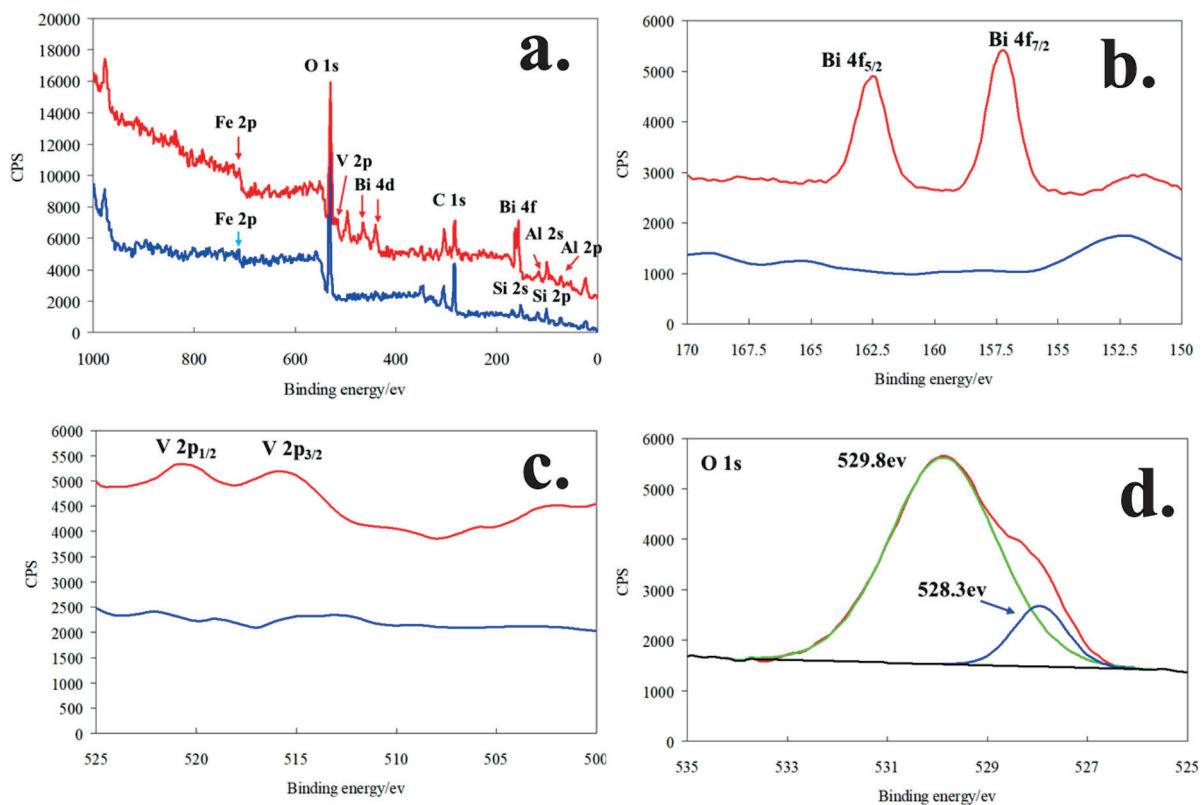 a.
20000
18000
16000
14000
12000
10000
8000
6000
4000
2000
0
CPS
O 1s
Fe 2p
V 2p
Bi 4d
C 1s
Bi 4f
Al 2s
Al 2p
Fe 2p
Si 2s
Si 2p
1000 800 600 400 200 0
Binding energy/ev
b.
6000
5000
4000
3000
2000
1000
0
CPS
Bi 4f5/2
Bi 4f7/2
170 167.5 165 162.5 160 157.5 155 152.5 150
Binding energy/ev
c.
6000
5500
5000
4500
4000
3500
3000
2500
2000
1500
1000
500
0
CPS
V 2p1/2
V 2p3/2
525 520 515 510 505 500
Binding energy/ev
d.
6000
5000
4000
3000
2000
1000
0
CPS
O 1s
529.8ev
528.3ev
535 533 531 529 527 525
Binding energy/ev